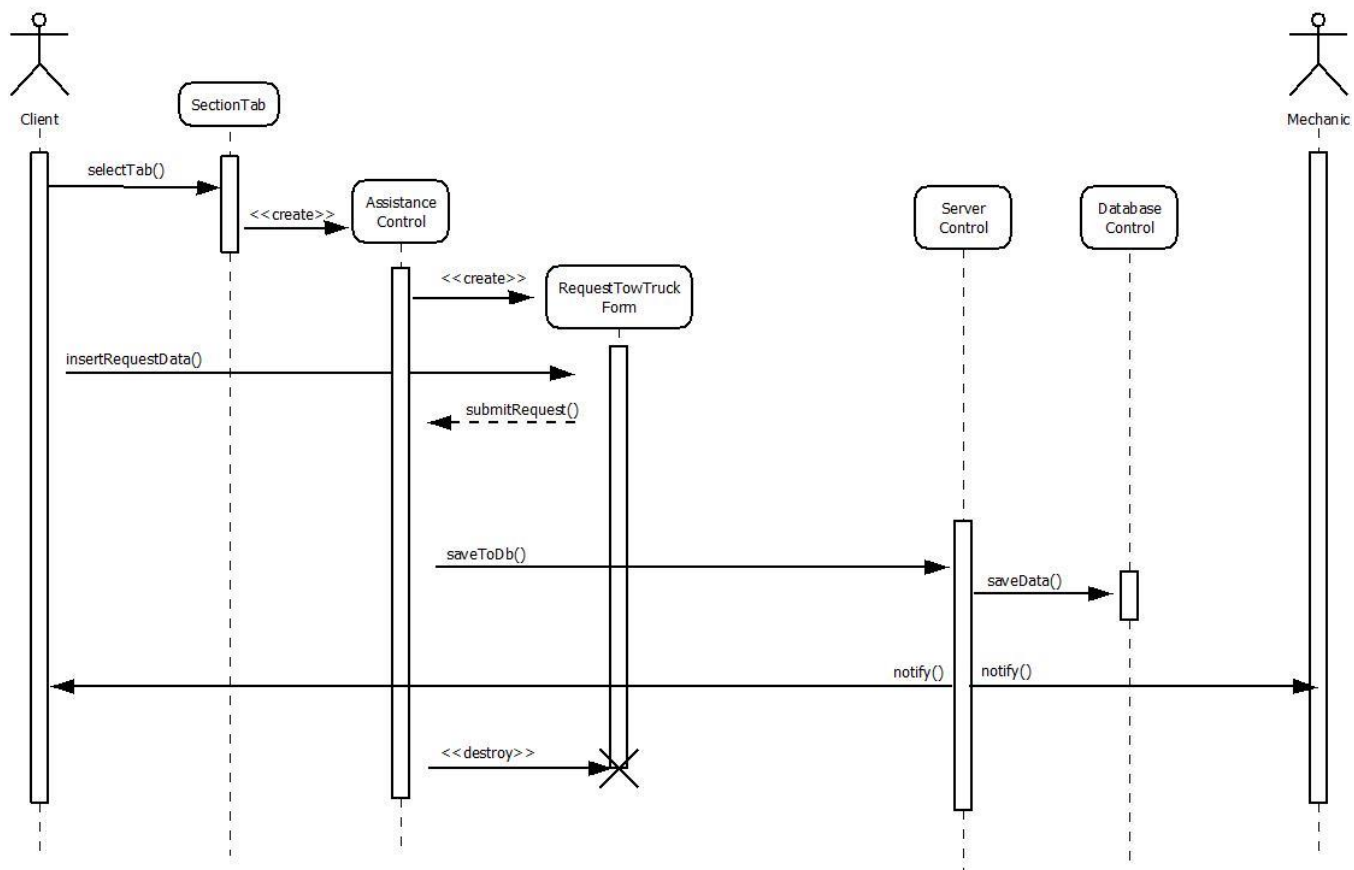 SectionTab
Client
Mechanic
selectTab()
Assistance
Control
<<create>>
Server
Control
Database
Control
<<create>>
RequestTowTruck
Form
insertRequestData()
submitRequest()
saveToDb()
saveData()
notify()
notify()
<<destroy>>